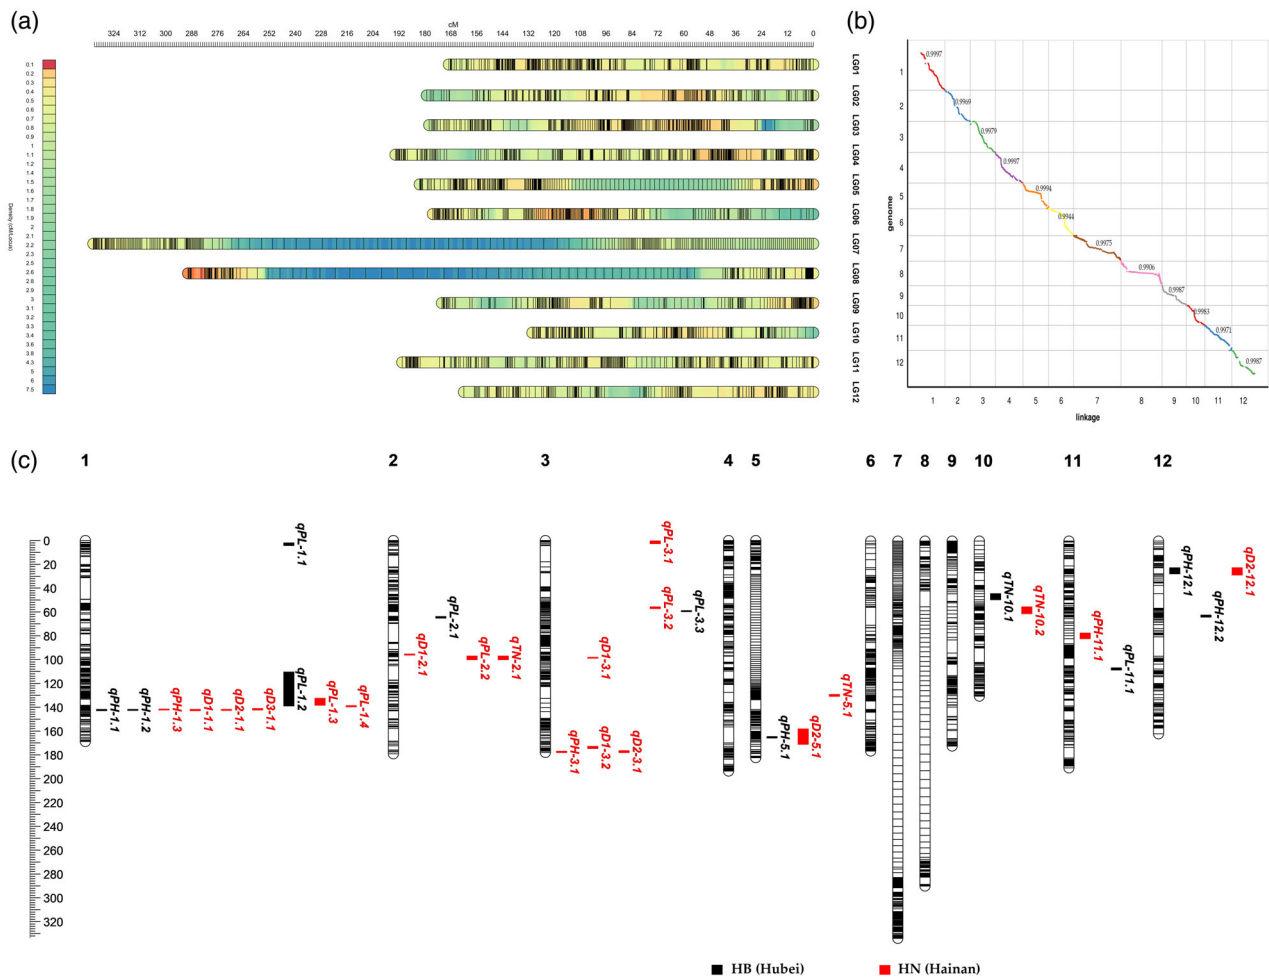 (a)
cM
324 312 300 288 276 264 252 240 228 216 204 192 180 168 156 144 132 120 108 96 84 72 60 48 36 24 12 0
Density (cM/Locus)
0.1
0.2
0.3
0.4
0.5
0.6
0.7
0.8
0.9
1
1.1
1.2
1.3
1.4
1.5
1.6
1.7
1.8
1.9
2
2.1
2.2
2.3
2.5
2.6
2.8
2.9
3
3.1
3.3
3.4
3.6
3.8
4.3
5
6
7.5
LG01
LG02
LG03
LG04
LG05
LG06
LG07
LG08
LG09
LG10
LG11
LG12
(b)
genome
1
2
3
4
5
6
7
8
9
10
11
12
0.9997
0.9969
0.9979
0.9997
0.9994
0.9944
0.9975
0.9906
0.9987
0.9983
0.9971
0.9987
1 2 3 4 5 6 7 8 9 10 11 12
linkage
(c)
1 2 3 4 5 6 7 8 9 10 11 12
0
20
40
60
80
100
120
140
160
180
200
220
240
260
280
300
320
qPH-1.1
qPH-1.2
qPH-1.3
qD1-1.1
qD2-1.1
qD3-1.1
qPL-1.1
qPL-1.2
qPL-1.3
qPL-1.4
qD1-2.1
qPL-2.1
qPL-2.2
qTN-2.1
qPH-3.1
qD1-3.1
qD1-3.2
qD2-3.1
qPL-3.1
qPL-3.2
qPL-3.3
qPH-5.1
qD2-5.1
qTN-5.1
qTN-10.1
qTN-10.2
qPH-11.1
qPL-11.1
qPH-12.1
qPH-12.2
qD2-12.1
HB (Hubei)
HN (Hainan)